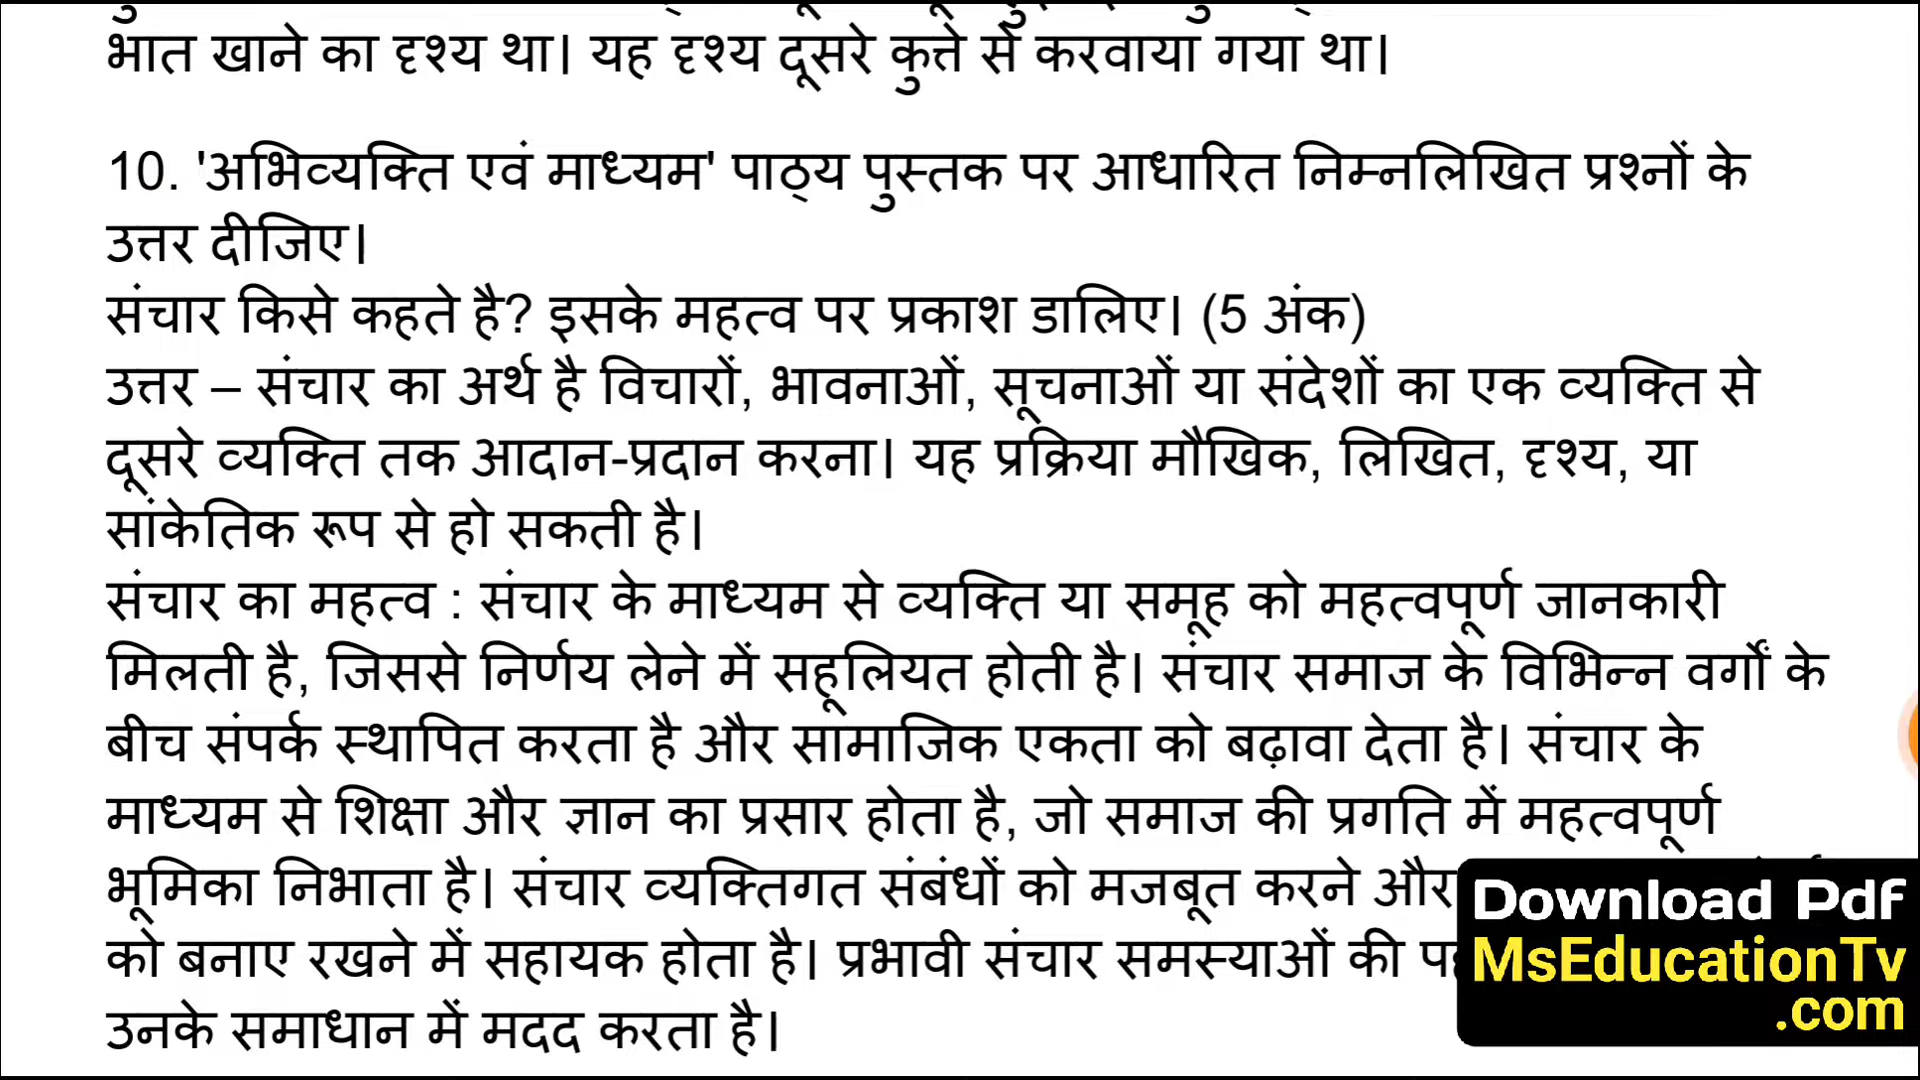 भात खाने का दृश्य था। यह दृश्य दूसरे कुत्ते से करवाया गया था।
10. 'अभिव्यक्ति एवं माध्यम' पाठ्य पुस्तक पर आधारित निम्नलिखित प्रश्नों के
उत्तर दीजिए।
संचार किसे कहते है? इसके महत्व पर प्रकाश डालिए। (5 अंक)
उत्तर – संचार का अर्थ है विचारों, भावनाओं, सूचनाओं या संदेशों का एक व्यक्ति से
दूसरे व्यक्ति तक आदान-प्रदान करना। यह प्रक्रिया मौखिक, लिखित, दृश्य, या
सांकेतिक रूप से हो सकती है।
संचार का महत्व : संचार के माध्यम से व्यक्ति या समूह को महत्वपूर्ण जानकारी
मिलती है, जिससे निर्णय लेने में सहूलियत होती है। संचार समाज के विभिन्न वर्गों के
बीच संपर्क स्थापित करता है और सामाजिक एकता को बढ़ावा देता है। संचार के
माध्यम से शिक्षा और ज्ञान का प्रसार होता है, जो समाज की प्रगति में महत्वपूर्ण
भूमिका निभाता है। संचार व्यक्तिगत संबंधों को मजबूत करने और
को बनाए रखने में सहायक होता है। प्रभावी संचार समस्याओं की
उनके समाधान में मदद करता है।
Download Pdf
MsEducationTv
.com